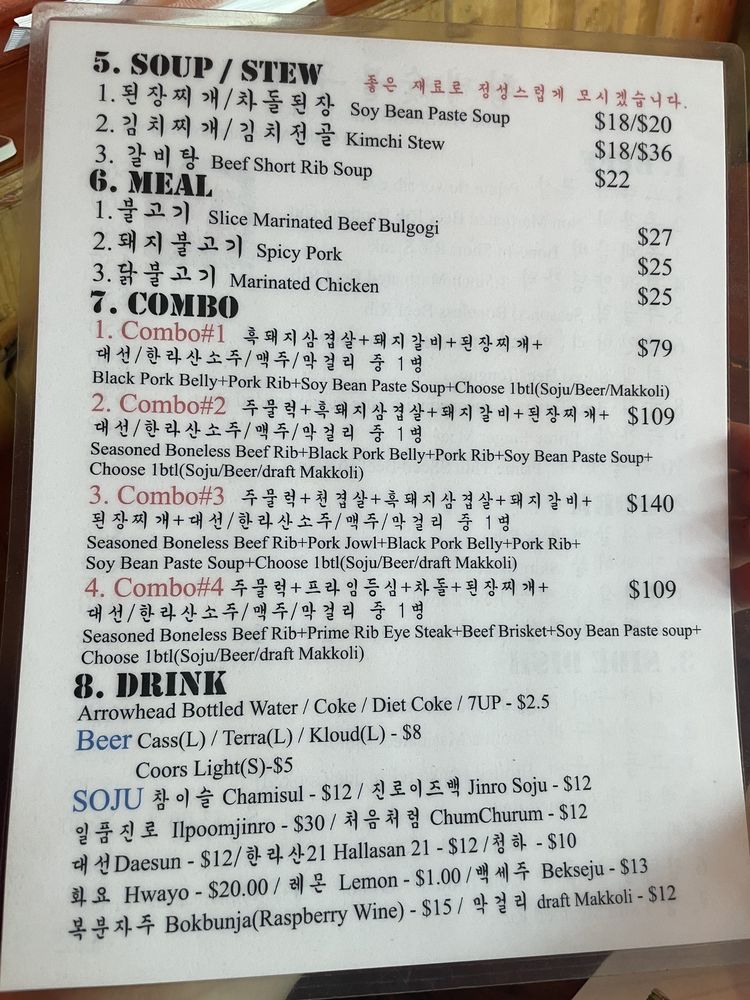 5. SOUP / STEW
좋은 재료로 정성스럽게 모시겠습니다.
1. 된장찌개/차돌된장 Soy Bean Paste Soup $18/$20
2. 김치찌개/김치전골 Kimchi Stew $18/$36
3. 갈비탕 Beef Short Rib Soup $22
6. MEAL
1. 불고기 Slice Marinated Beef Bulgogi $27
2. 돼지불고기 Spicy Pork $25
3. 닭불고기 Marinated Chicken $25
7. COMBO
1. Combo#1 흑돼지삼겹살+돼지갈비+된장찌개+ $79
대선/한라산소주/맥주/막걸리 중 1병
Black Pork Belly+Pork Rib+Soy Bean Paste Soup+Choose 1btl(Soju/Beer/Makkoli)
2. Combo#2 주물럭+흑돼지삼겹살+돼지갈비+된장찌개+ $109
대선/한라산소주/맥주/막걸리 중 1병
Seasoned Boneless Beef Rib+Black Pork Belly+Pork Rib+Soy Bean Paste Soup+
Choose 1btl(Soju/Beer/draft Makkoli)
3. Combo#3 주물럭+천겹살+흑돼지삼겹살+돼지갈비+ $140
된장찌개+대선/한라산소주/맥주/막걸리 중 1병
Seasoned Boneless Beef Rib+Pork Jowl+Black Pork Belly+Pork Rib+
Soy Bean Paste Soup+Choose 1btl(Soju/Beer/draft Makkoli)
4. Combo#4 주물럭+프라임등심+차돌+된장찌개+ $109
대선/한라산소주/맥주/막걸리 중 1병
Seasoned Boneless Beef Rib+Prime Rib Eye Steak+Beef Brisket+Soy Bean Paste soup+
Choose 1btl(Soju/Beer/draft Makkoli)
8. DRINK
Arrowhead Bottled Water / Coke / Diet Coke / 7UP - $2.5
Beer Cass(L) / Terra(L) / Kloud(L) - $8
Coors Light(S)-$5
SOJU 참이슬 Chamisul - $12 / 진로이즈백 Jinro Soju - $12
일품진로 Ilpoomjinro - $30 / 처음처럼 ChumChurum - $12
대선Daesun - $12/한라산21 Hallasan 21 - $12 /청하 - $10
화요 Hwayo - $20.00 / 레몬 Lemon - $1.00 /백세주 Bekseju - $13
복분자주 Bokbunja(Raspberry Wine) - $15 / 막걸리 draft Makkoli - $12